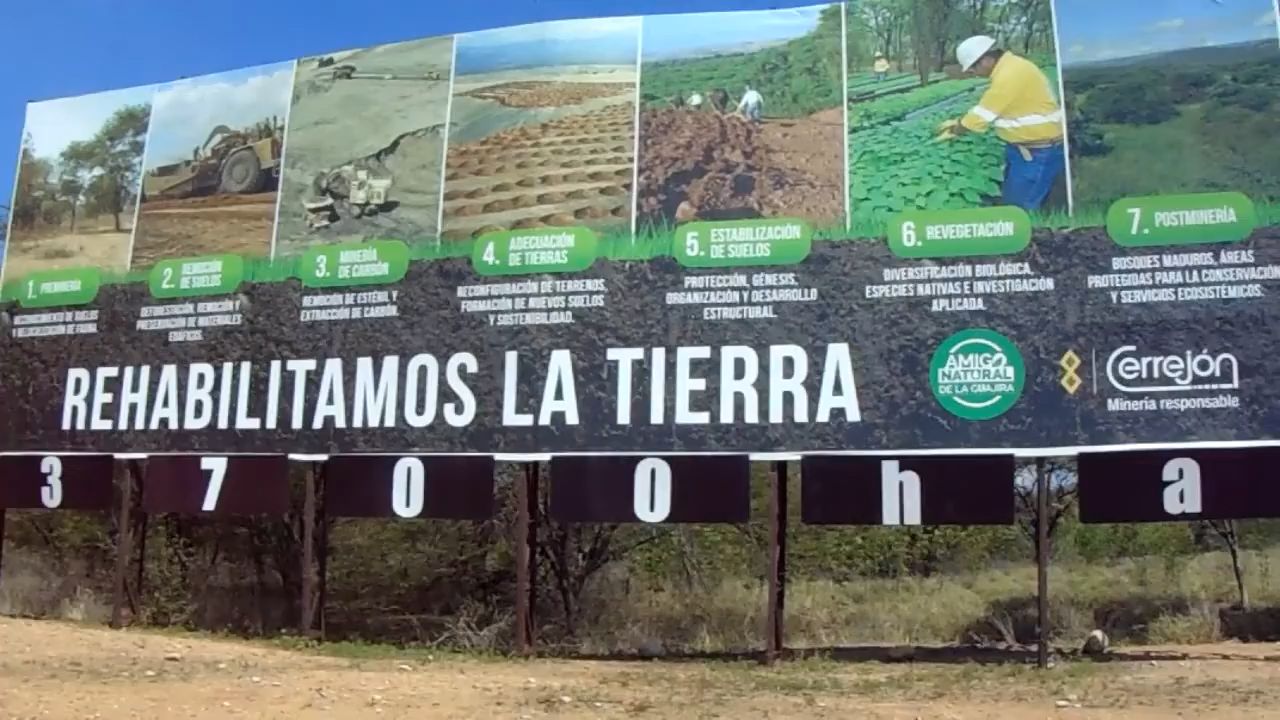 1. PREMINERÍA
2. REMOCIÓN
DE SUELOS
3. MINERÍA
DE CARBÓN
4. ADECUACIÓN
DE TIERRAS
5. ESTABILIZACIÓN
DE SUELOS
6. REVEGETACIÓN
7. POSTMINERÍA
REMOCIÓN DE ESTÉRIL Y
EXTRACCIÓN DE CARBÓN.
RECONFIGURACIÓN DE TERRENOS,
FORMACIÓN DE NUEVOS SUELOS
Y SOSTENIBILIDAD.
PROTECCIÓN, GÉNESIS,
ORGANIZACIÓN Y DESARROLLO
ESTRUCTURAL.
DIVERSIFICACIÓN BIOLÓGICA,
ESPECIES NATIVAS E INVESTIGACIÓN
APLICADA.
BOSQUES MADUROS, ÁREAS
PROTEGIDAS PARA LA CONSERVACIÓN
Y SERVICIOS ECOSISTÉMICOS.
REHABILITAMOS LA TIERRA
AMIGO
NATURAL
DE LA GUAJIRA
Cerrejón
Minería responsable
3 7 0 0 h a